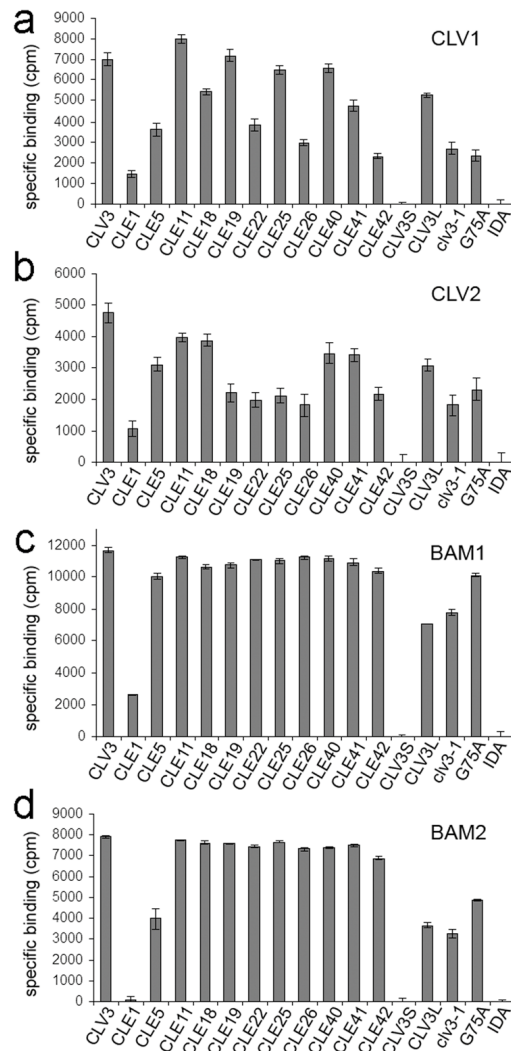 a
CLV1
specific binding (cpm)
9000
8000
7000
6000
5000
4000
3000
2000
1000
0
CLV3 CLE1 CLE5 CLE11 CLE18 CLE19 CLE22 CLE25 CLE26 CLE40 CLE41 CLE42 CLV3S CLV3L clv3-1 G75A IDA
b
CLV2
specific binding (cpm)
6000
5000
4000
3000
2000
1000
0
CLV3 CLE1 CLE5 CLE11 CLE18 CLE19 CLE22 CLE25 CLE26 CLE40 CLE41 CLE42 CLV3S CLV3L clv3-1 G75A IDA
c
BAM1
specific binding (cpm)
12000
10000
8000
6000
4000
2000
0
CLV3 CLE1 CLE5 CLE11 CLE18 CLE19 CLE22 CLE25 CLE26 CLE40 CLE41 CLE42 CLV3S CLV3L clv3-1 G75A IDA
d
BAM2
specific binding (cpm)
9000
8000
7000
6000
5000
4000
3000
2000
1000
0
CLV3 CLE1 CLE5 CLE11 CLE18 CLE19 CLE22 CLE25 CLE26 CLE40 CLE41 CLE42 CLV3S CLV3L clv3-1 G75A IDA